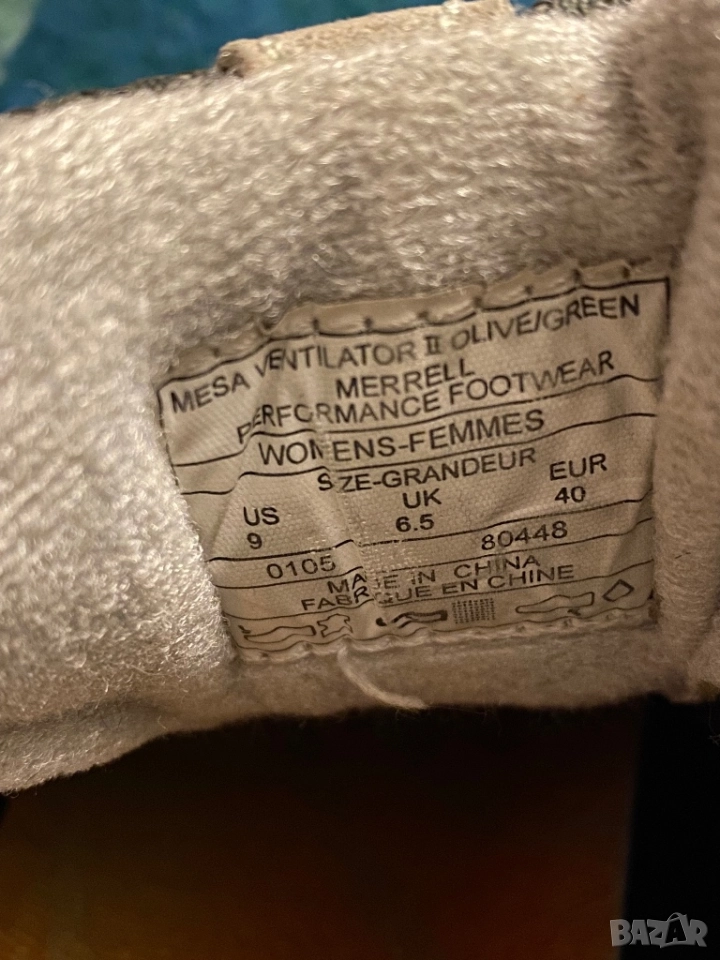 MESA VENTILATOR II OLIVE/GREEN
MERRELL
PERFORMANCE FOOTWEAR
WOMENS-FEMMES
SIZE-GRANDEUR
US UK EUR
9 6.5 40
0105 80448
MADE IN CHINA
FABRIQUE EN CHINE
BAZAR